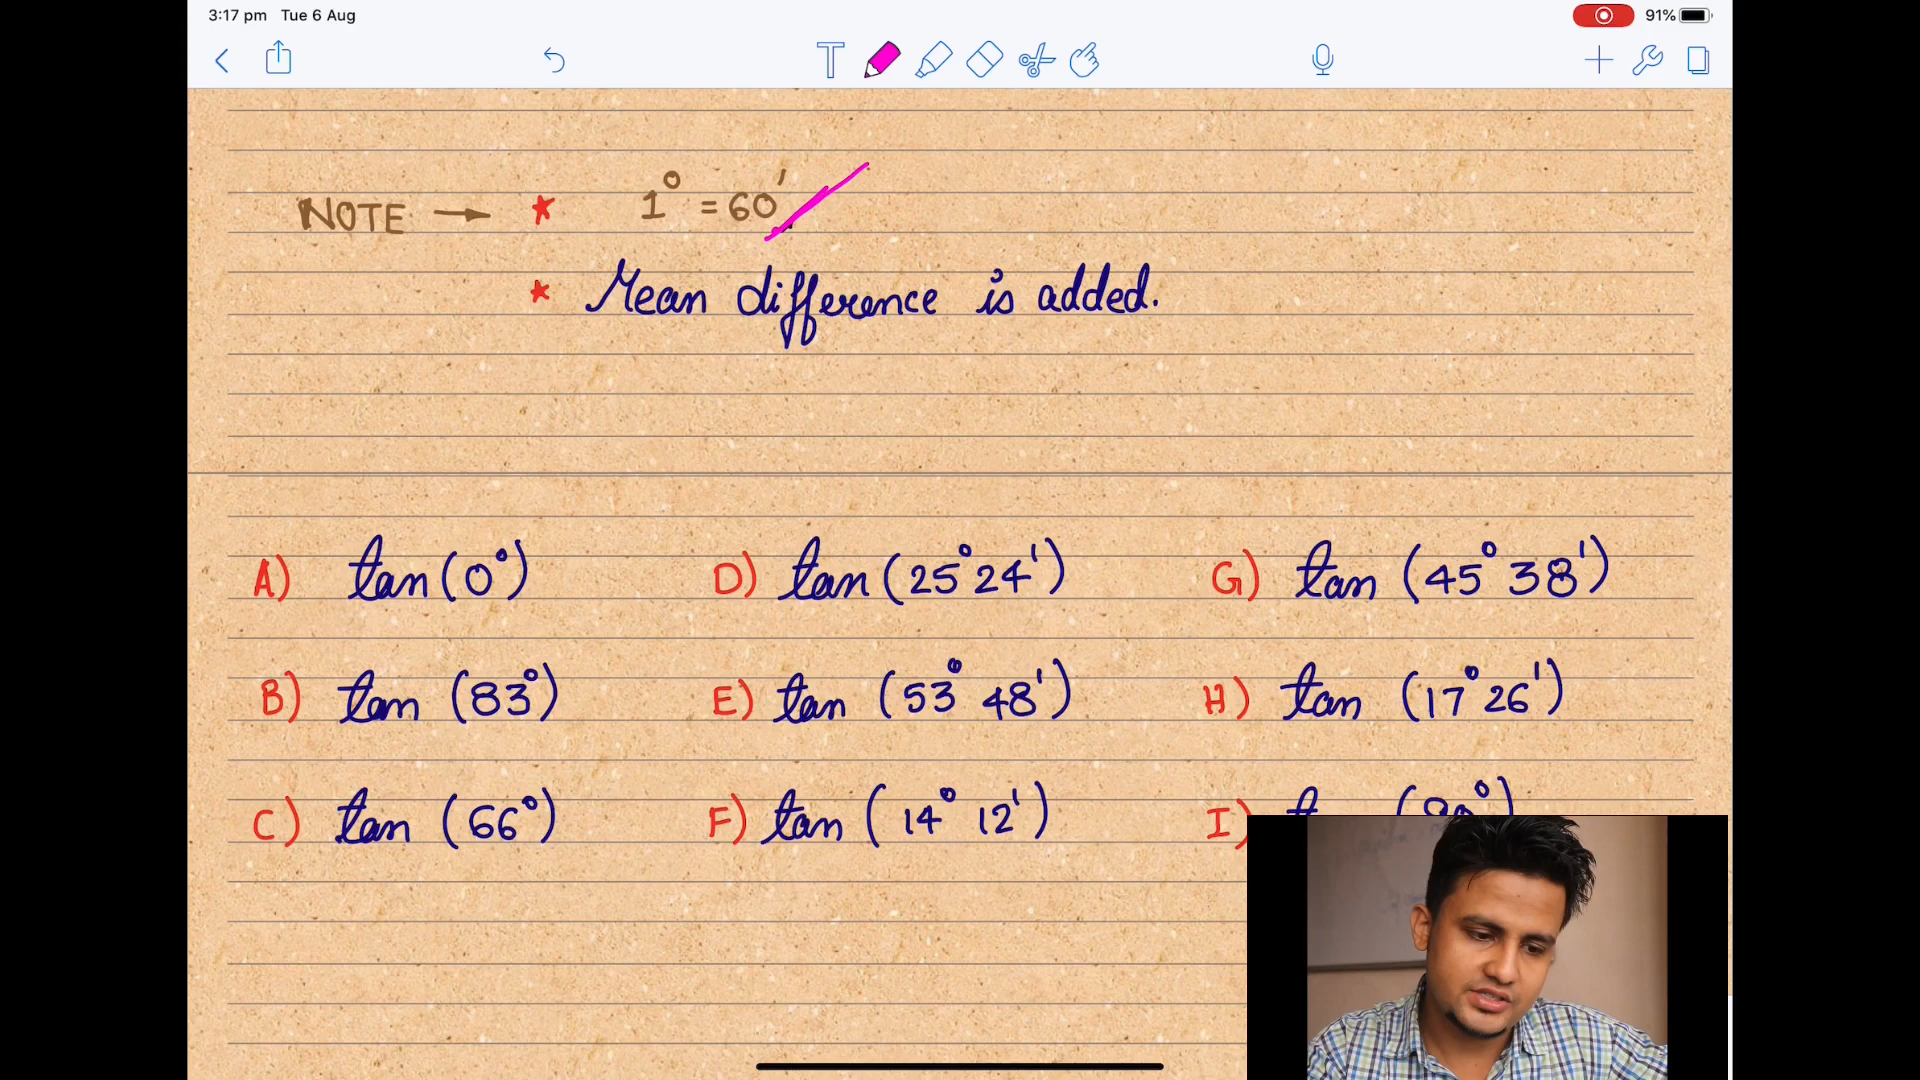 3:17 pm Tue 6 Aug
91%
T
NOTE → * 1° = 60'
* Mean difference is added.
A) tan (0°) D) tan (25°24') G) tan (45° 38')
B) tan (83°) E) tan (53° 48') H) tan (17° 26')
C) tan (66°) F) tan (14° 12') I)